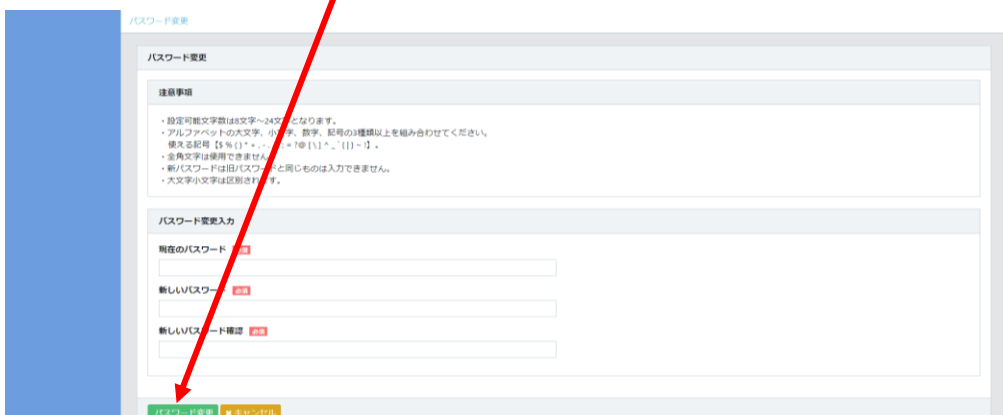 パスワード変更
パスワード変更
注意事項
・設定可能文字数は8文字～24文字となります。
・アルファベットの大文字、小文字、数字、記号の3種類以上を組み合わせてください。
使える記号【$ % ( ) * + , - . : = ? @ [ \ ] ^ _ ` { | } ~ !】。
・全角文字は使用できません。
・新パスワードは旧パスワードと同じものは入力できません。
・大文字小文字は区別されます。
パスワード変更入力
現在のパスワード 必須
新しいパスワード 必須
新しいパスワード確認 必須
パスワード変更 ✖キャンセル